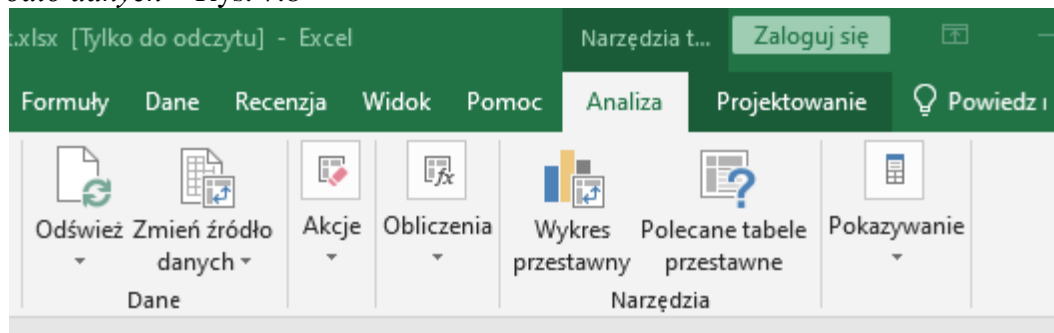 .xlsx [Tylko do odczytu] - Excel Narzędzia t... Zaloguj się
Formuły Dane Recenzja Widok Pomoc Analiza Projektowanie Powiedz
Odśwież Zmień źródło danych Akcje Obliczenia Wykres przestawny Polecane tabele przestawne Pokazywanie
Dane Narzędzia